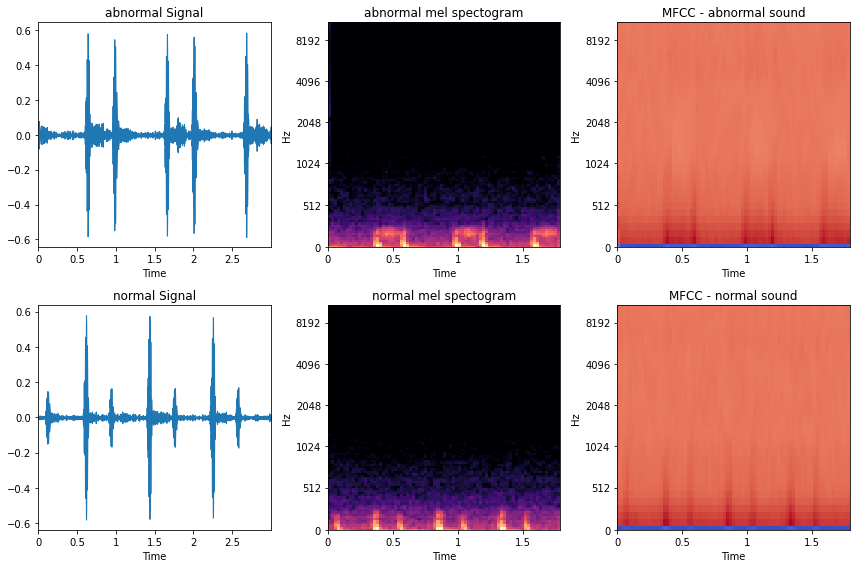 abnormal Signal
0.6
0.4
0.2
0.0
−0.2
−0.4
−0.6
0 0.5 1 1.5 2 2.5
Time
abnormal mel spectogram
8192
4096
2048
1024
512
0
Hz
0 0.5 1 1.5
Time
MFCC - abnormal sound
8192
4096
2048
1024
512
0
Hz
0 0.5 1 1.5
Time
normal Signal
0.6
0.4
0.2
0.0
−0.2
−0.4
−0.6
0 0.5 1 1.5 2 2.5
Time
normal mel spectogram
8192
4096
2048
1024
512
0
Hz
0 0.5 1 1.5
Time
MFCC - normal sound
8192
4096
2048
1024
512
0
Hz
0 0.5 1 1.5
Time